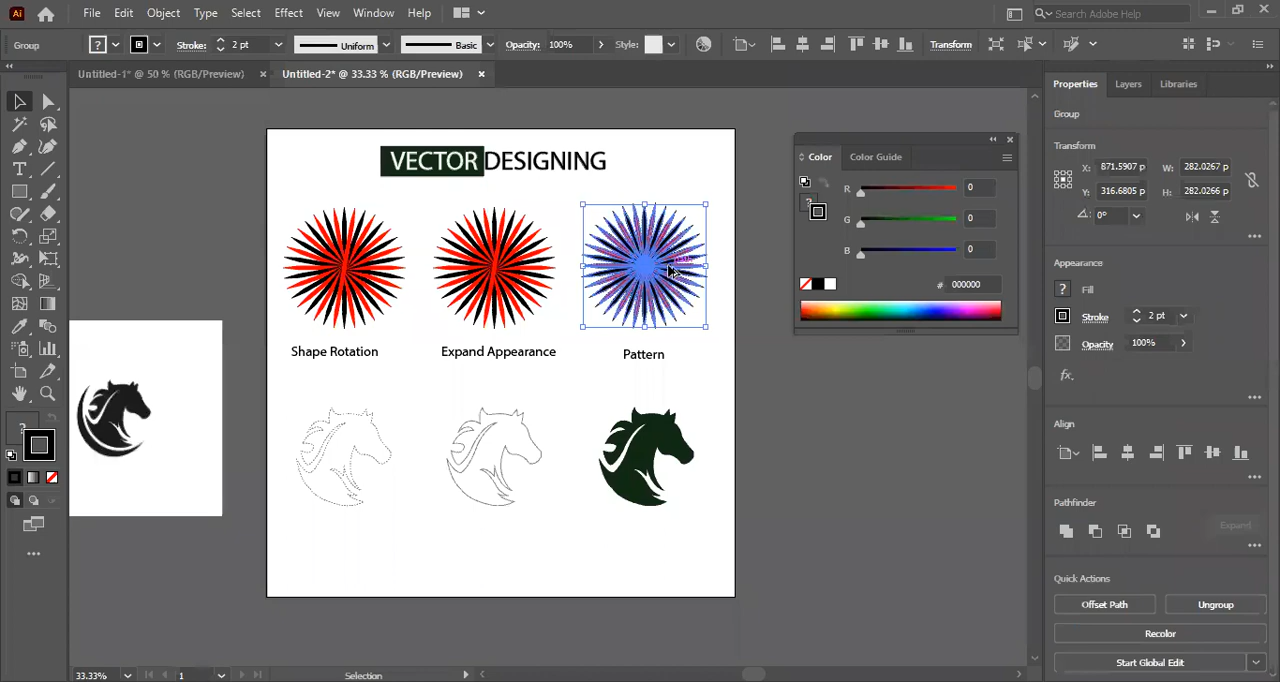 Ai File Edit Object Type Select Effect View Window Help Search Adobe Help
Group ? Stroke: 2 pt Uniform Basic Opacity: 100% Style: Transform
Untitled-1* @ 50 % (RGB/Preview) × Untitled-2* @ 33.33 % (RGB/Preview) ×
Properties Layers Libraries
Group
Transform
X: 871.5907 p W: 282.0267 p
Y: 316.6805 p H: 282.0266 p
0°
Appearance
? Fill
Stroke 2 pt
Opacity 100%
fx.
Align
Pathfinder
Expand
Quick Actions
Offset Path Ungroup
Recolor
Start Global Edit
Color Color Guide
R 0
G 0
B 0
# 000000
VECTOR DESIGNING
Shape Rotation Expand Appearance Pattern
33.33% 1 Selection